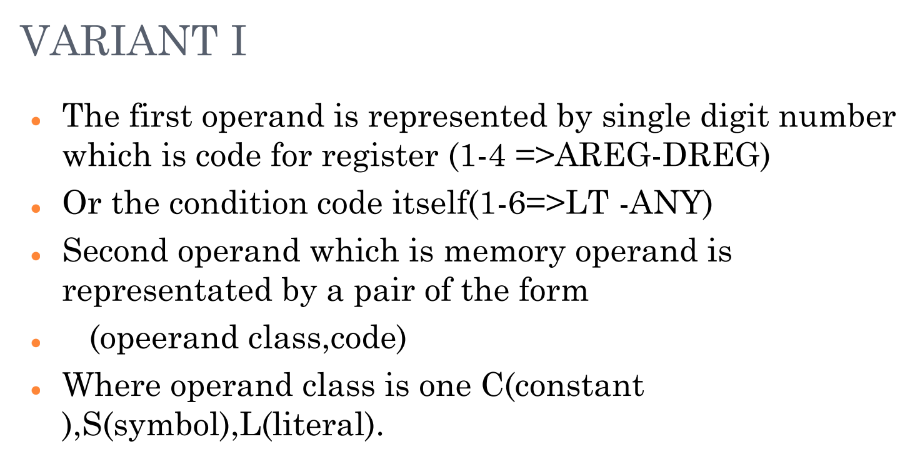 VARIANT I
• The first operand is represented by single digit number
which is code for register (1-4 =>AREG-DREG)
• Or the condition code itself(1-6=>LT -ANY)
• Second operand which is memory operand is
representated by a pair of the form
• (opeerand class,code)
• Where operand class is one C(constant
),S(symbol),L(literal).